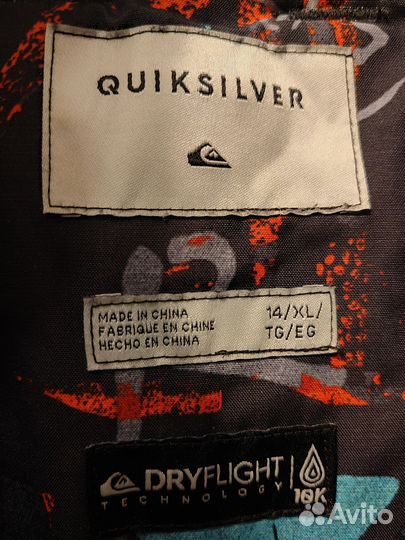 QUIKSILVER
MADE IN CHINA
FABRIQUE EN CHINE
HECHO EN CHINA
14/XL/
TG/EG
DRYFLIGHT
TECHNOLOGY
10K
Avito